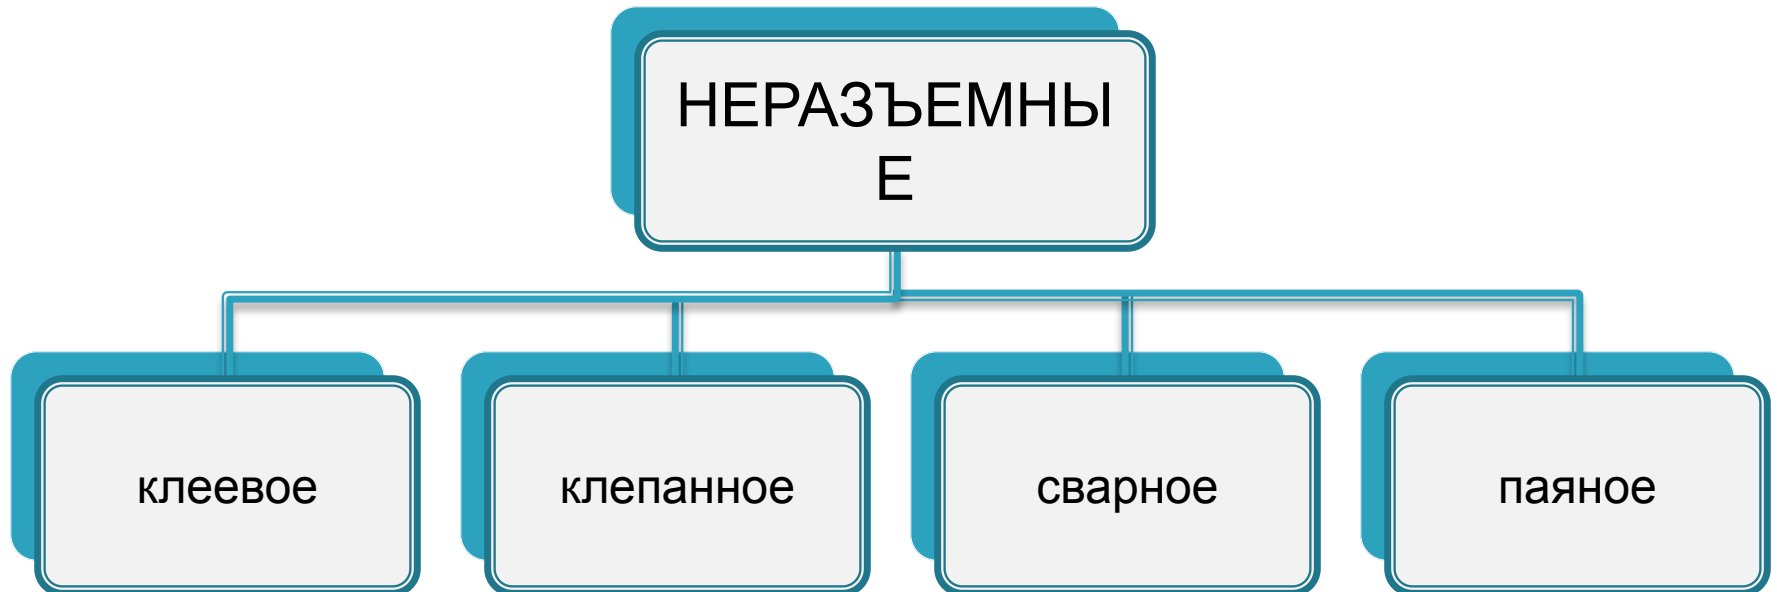 НЕРАЗЪЕМНЫ
Е
клеевое
клепанное
сварное
паяное